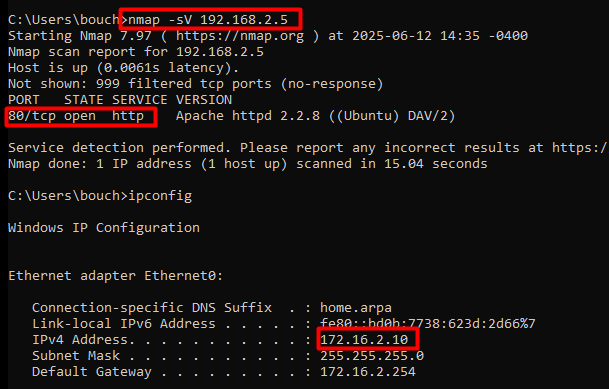 C:\Users\bouch>nmap -sV 192.168.2.5
Starting Nmap 7.97 ( https://nmap.org ) at 2025-06-12 14:35 -0400
Nmap scan report for 192.168.2.5
Host is up (0.0061s latency).
Not shown: 999 filtered tcp ports (no-response)
PORT   STATE SERVICE VERSION
80/tcp open  http    Apache httpd 2.2.8 ((Ubuntu) DAV/2)
Service detection performed. Please report any incorrect results at https:/
Nmap done: 1 IP address (1 host up) scanned in 15.04 seconds
C:\Users\bouch>ipconfig
Windows IP Configuration
Ethernet adapter Ethernet0:
Connection-specific DNS Suffix  . : home.arpa
Link-local IPv6 Address . . . . . : fe80::bd0b:7738:623d:2d66%7
IPv4 Address. . . . . . . . . . . : 172.16.2.10
Subnet Mask . . . . . . . . . . . : 255.255.255.0
Default Gateway . . . . . . . . . : 172.16.2.254